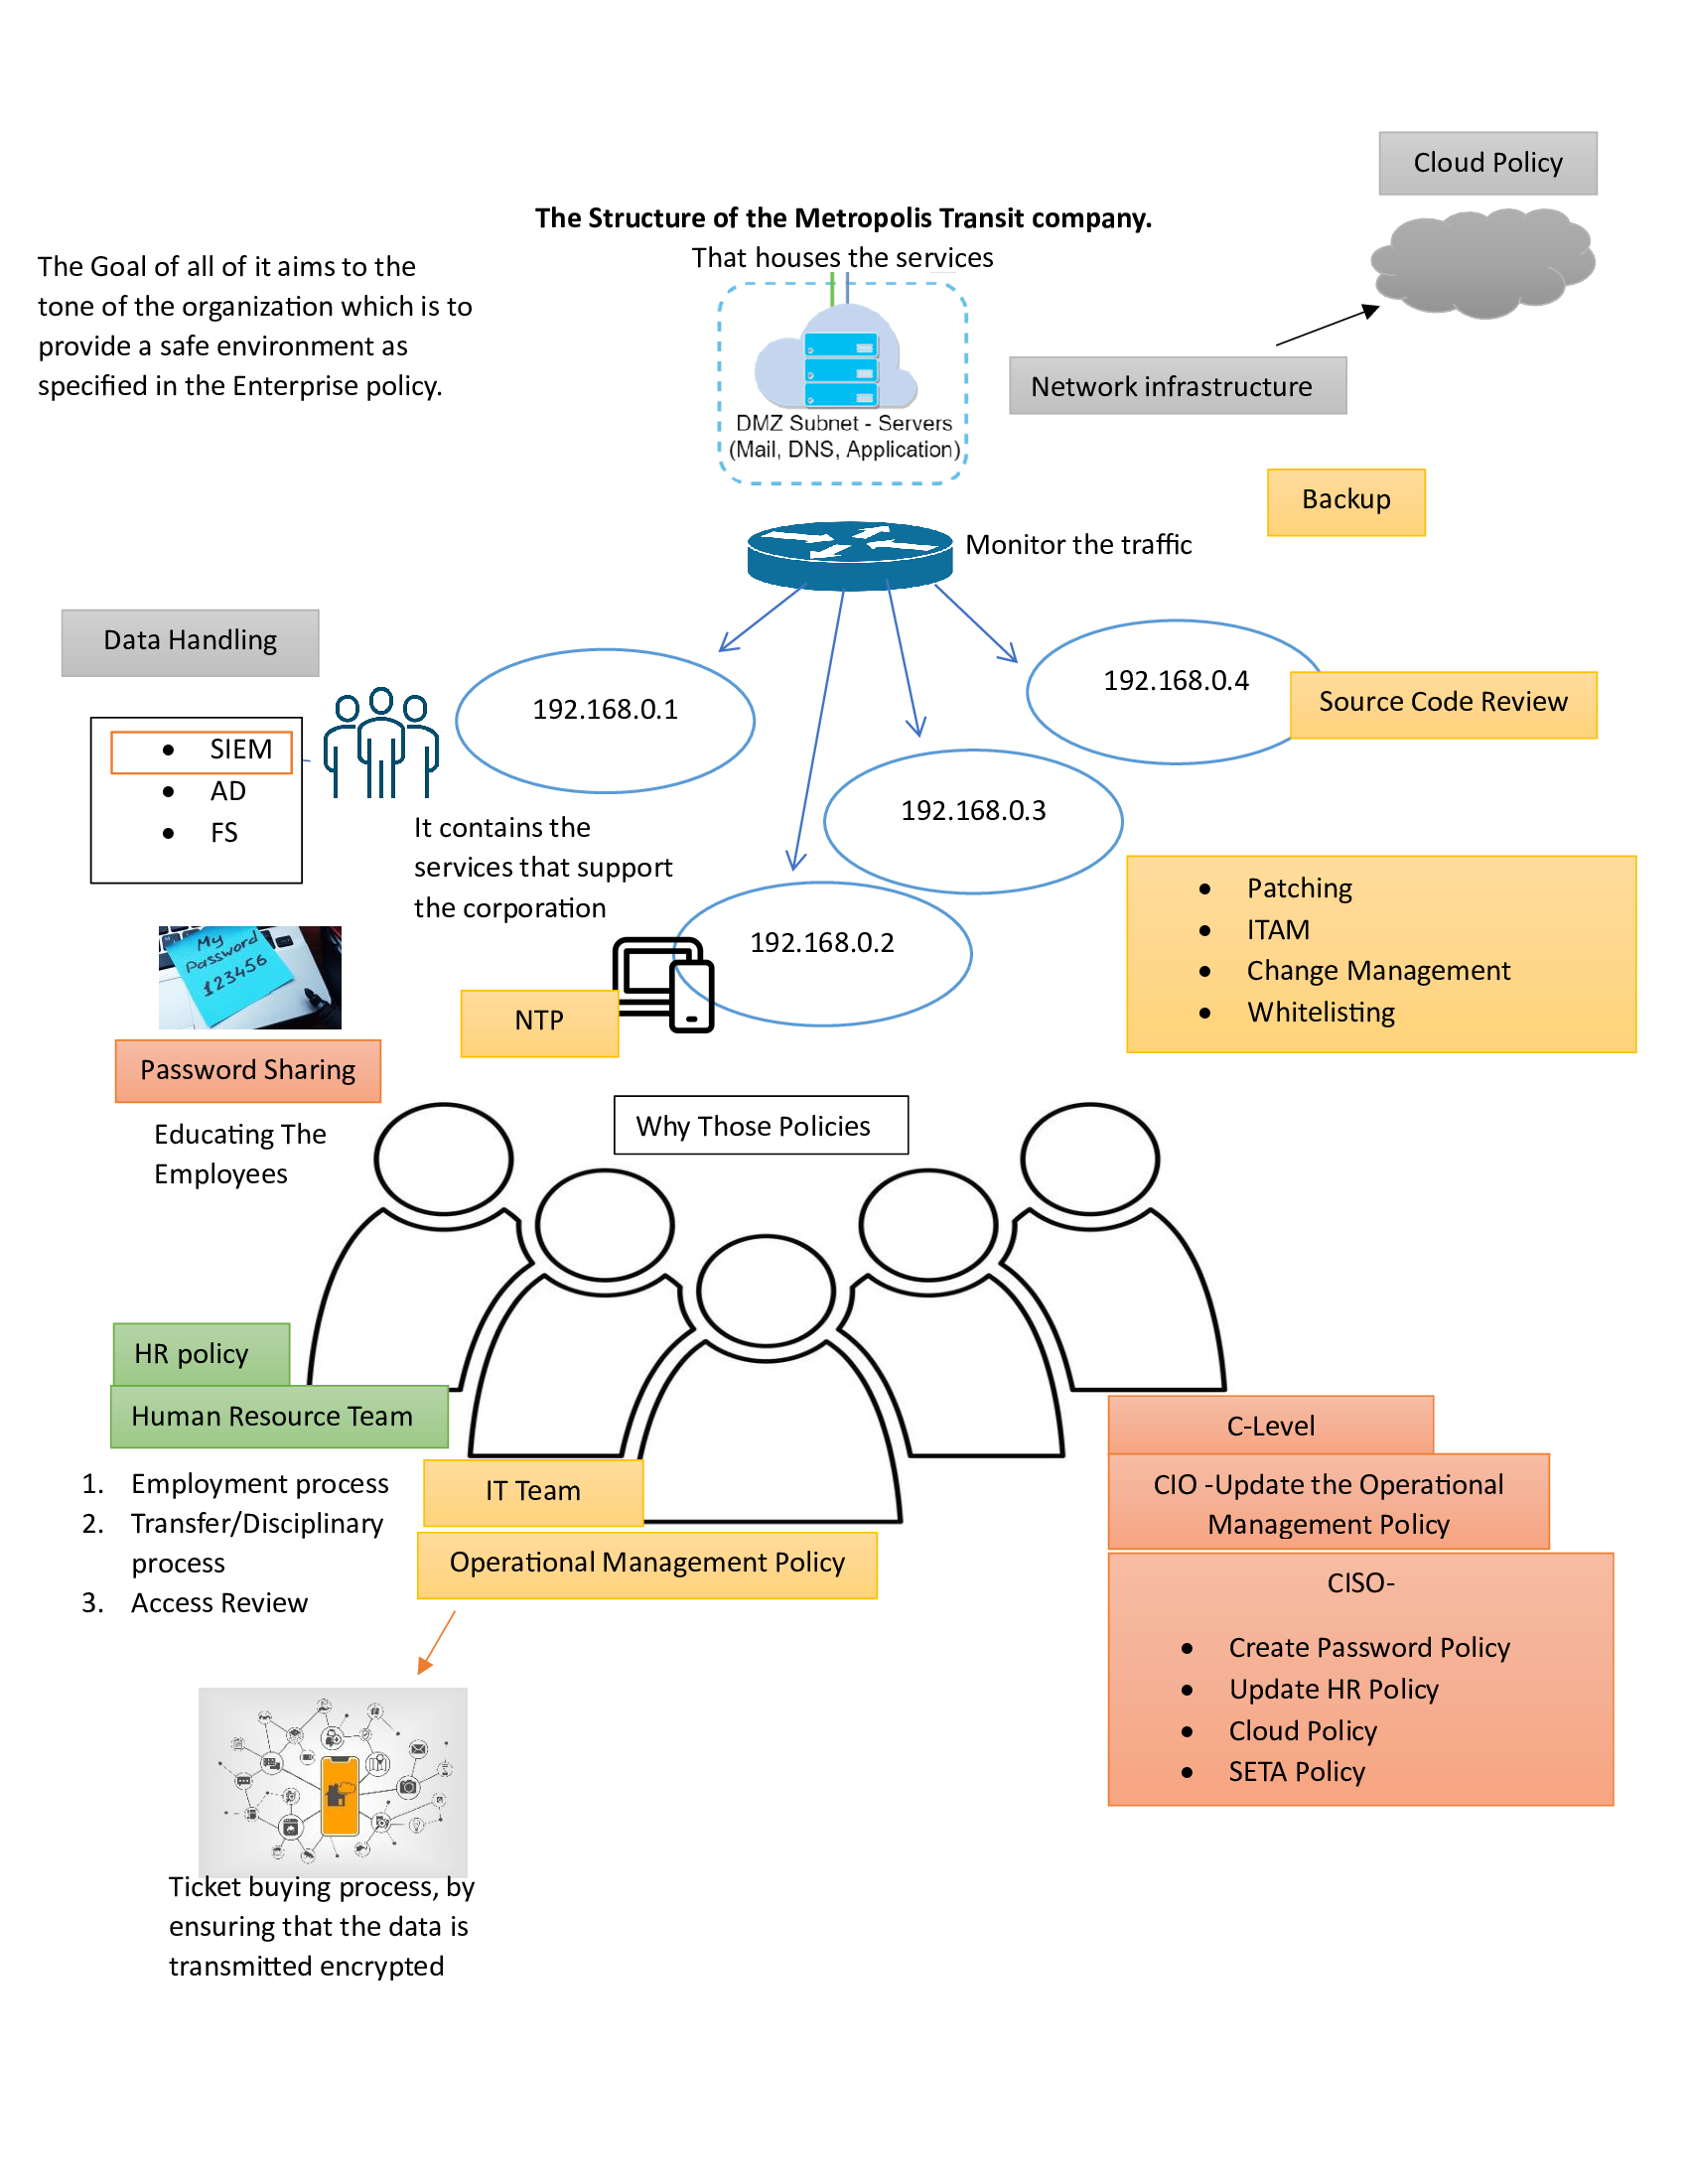 Cloud Policy
The Structure of the Metropolis Transit company.
That houses the services
The Goal of all of it aims to the
tone of the organization which is to
provide a safe environment as
specified in the Enterprise policy.
DMZ Subnet - Servers
(Mail, DNS, Application)
Network infrastructure
Backup
Monitor the traffic
Data Handling
192.168.0.1
192.168.0.4
Source Code Review
• SIEM
• AD
• FS
192.168.0.3
It contains the
services that support
the corporation
192.168.0.2
• Patching
• ITAM
• Change Management
• Whitelisting
My
Password
123456
NTP
Password Sharing
Educating The
Employees
Why Those Policies
HR policy
Human Resource Team
1. Employment process
2. Transfer/Disciplinary
process
3. Access Review
IT Team
Operational Management Policy
C-Level
CIO -Update the Operational
Management Policy
CISO-
• Create Password Policy
• Update HR Policy
• Cloud Policy
• SETA Policy
Ticket buying process, by
ensuring that the data is
transmitted encrypted